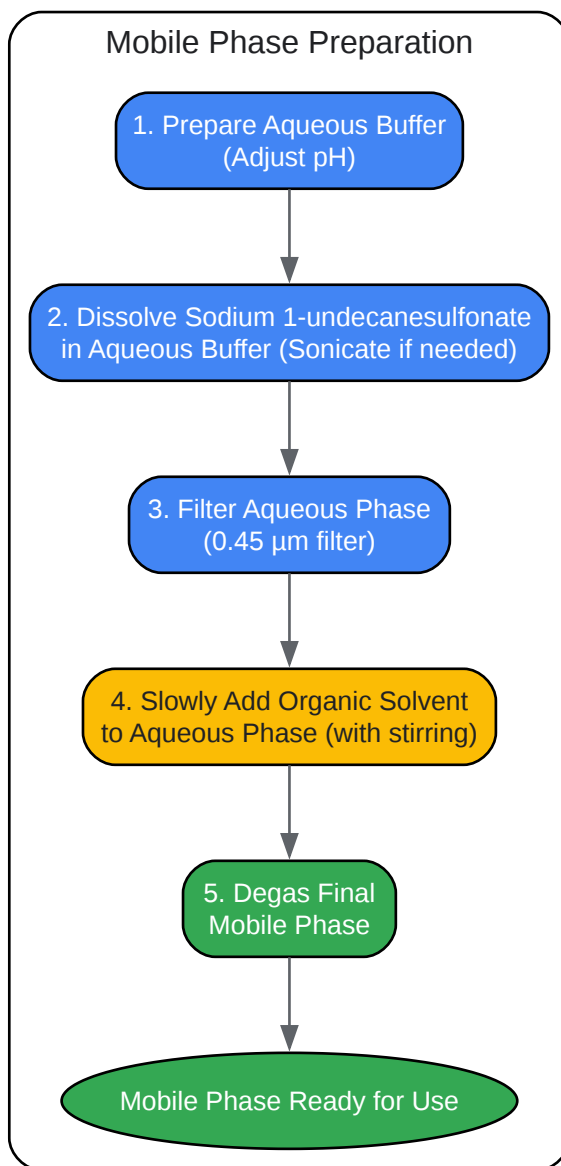 Mobile Phase Preparation
1. Prepare Aqueous Buffer
(Adjust pH)
2. Dissolve Sodium 1-undecanesulfonate
in Aqueous Buffer (Sonicate if needed)
3. Filter Aqueous Phase
(0.45 µm filter)
4. Slowly Add Organic Solvent
to Aqueous Phase (with stirring)
5. Degas Final
Mobile Phase
Mobile Phase Ready for Use